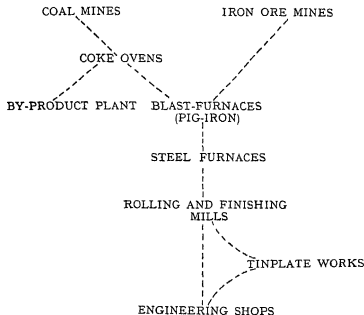 COAL MINES
IRON ORE MINES
COKE OVENS
BY-PRODUCT PLANT
BLAST-FURNACES
(PIG-IRON)
STEEL FURNACES
ROLLING AND FINISHING
MILLS
TINPLATE WORKS
ENGINEERING SHOPS